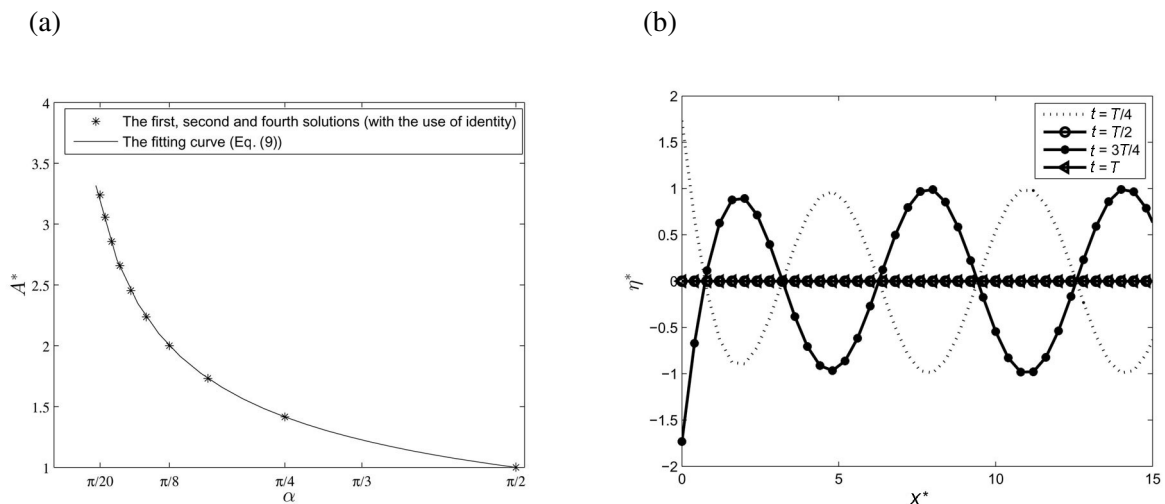 (a)
(b)
4
3.5
3
2.5
2
1.5
1
A*
The first, second and fourth solutions (with the use of identity)
The fitting curve (Eq. (9))
π/20
π/8
π/4
π/3
π/2
α
2
1.5
1
0.5
0
−0.5
−1
−1.5
−2
η*
t = T/4
t = T/2
t = 3T/4
t = T
0
5
10
15
x*